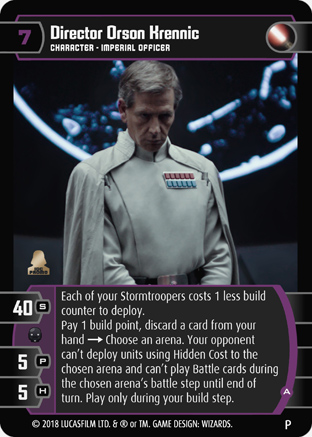 7
Director Orson Krennic
CHARACTER • IMPERIAL OFFICER
40 S
5 P
5 H
Each of your Stormtroopers costs 1 less build
counter to deploy.
Pay 1 build point, discard a card from your
hand → Choose an arena. Your opponent
can't deploy units using Hidden Cost to the
chosen arena and can't play Battle cards during
the chosen arena's battle step until end of
turn. Play only during your build step.
A
© 2018 LUCASFILM LTD. & ® or TM. GAME DESIGN: WIZARDS.
P